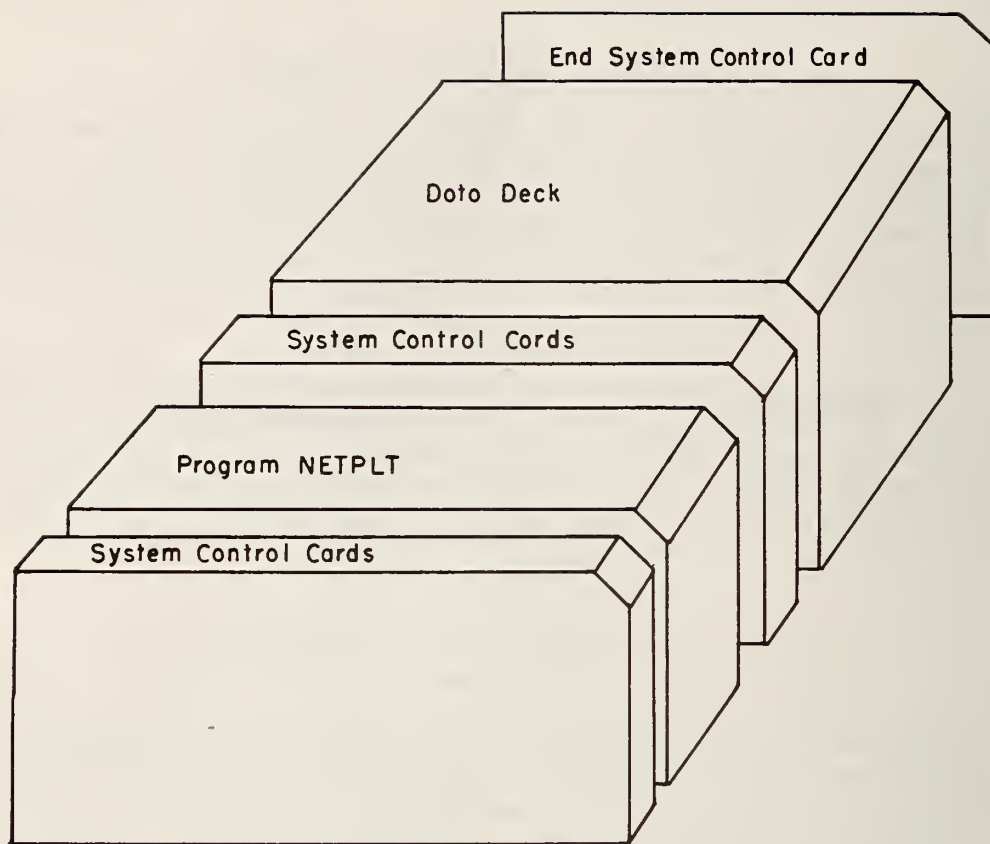 End System Control Card
Doto Deck
System Control Cords
Program NETPLT
System Control Cards